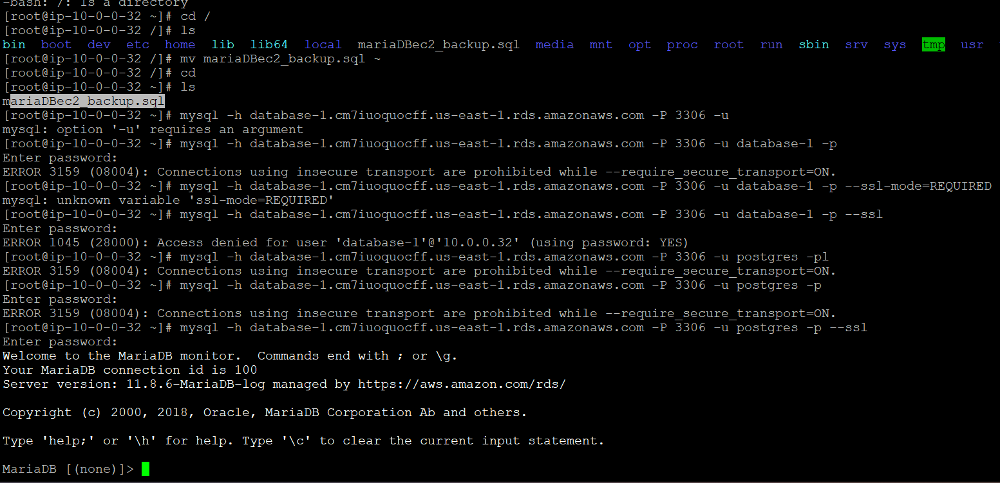 -bash: /: Is a directory
[root@ip-10-0-0-32 ~]# cd /
[root@ip-10-0-0-32 /]# ls
bin boot dev etc home lib lib64 local mariaDBec2_backup.sql media mnt opt proc root run sbin srv sys tmp usr
[root@ip-10-0-0-32 /]# mv mariaDBec2_backup.sql ~
[root@ip-10-0-0-32 /]# cd
[root@ip-10-0-0-32 ~]# ls
mariaDBec2_backup.sql
[root@ip-10-0-0-32 ~]# mysql -h database-1.cm7iuoquocff.us-east-1.rds.amazonaws.com -P 3306 -u
mysql: option '-u' requires an argument
[root@ip-10-0-0-32 ~]# mysql -h database-1.cm7iuoquocff.us-east-1.rds.amazonaws.com -P 3306 -u database-1 -p
Enter password:
ERROR 3159 (08004): Connections using insecure transport are prohibited while --require_secure_transport=ON.
[root@ip-10-0-0-32 ~]# mysql -h database-1.cm7iuoquocff.us-east-1.rds.amazonaws.com -P 3306 -u database-1 -p --ssl-mode=REQUIRED
mysql: unknown variable 'ssl-mode=REQUIRED'
[root@ip-10-0-0-32 ~]# mysql -h database-1.cm7iuoquocff.us-east-1.rds.amazonaws.com -P 3306 -u database-1 -p --ssl
Enter password:
ERROR 1045 (28000): Access denied for user 'database-1'@'10.0.0.32' (using password: YES)
[root@ip-10-0-0-32 ~]# mysql -h database-1.cm7iuoquocff.us-east-1.rds.amazonaws.com -P 3306 -u postgres -pl
ERROR 3159 (08004): Connections using insecure transport are prohibited while --require_secure_transport=ON.
[root@ip-10-0-0-32 ~]# mysql -h database-1.cm7iuoquocff.us-east-1.rds.amazonaws.com -P 3306 -u postgres -p
Enter password:
ERROR 3159 (08004): Connections using insecure transport are prohibited while --require_secure_transport=ON.
[root@ip-10-0-0-32 ~]# mysql -h database-1.cm7iuoquocff.us-east-1.rds.amazonaws.com -P 3306 -u postgres -p --ssl
Enter password:
Welcome to the MariaDB monitor.  Commands end with ; or \g.
Your MariaDB connection id is 100
Server version: 11.8.6-MariaDB-log managed by https://aws.amazon.com/rds/
Copyright (c) 2000, 2018, Oracle, MariaDB Corporation Ab and others.
Type 'help;' or '\h' for help. Type '\c' to clear the current input statement.
MariaDB [(none)]>